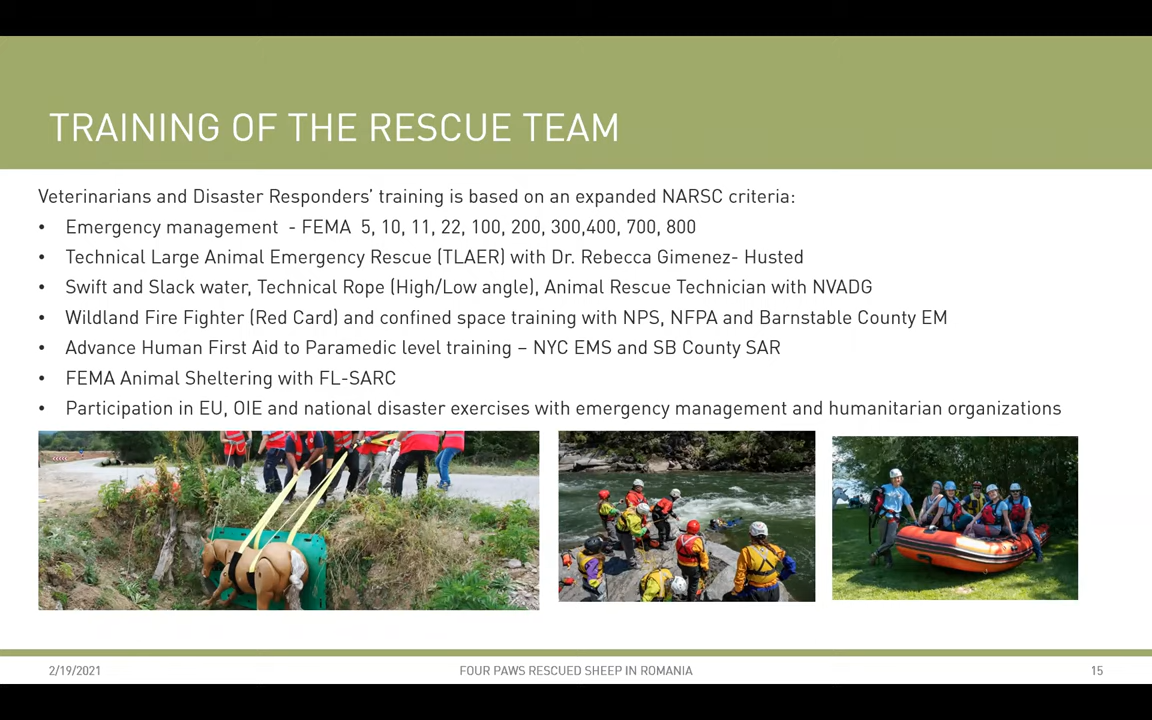 TRAINING OF THE RESCUE TEAM
Veterinarians and Disaster Responders’ training is based on an expanded NARSC criteria:
• Emergency management - FEMA 5, 10, 11, 22, 100, 200, 300,400, 700, 800
• Technical Large Animal Emergency Rescue (TLAER) with Dr. Rebecca Gimenez- Husted
• Swift and Slack water, Technical Rope (High/Low angle), Animal Rescue Technician with NVADG
• Wildland Fire Fighter (Red Card) and confined space training with NPS, NFPA and Barnstable County EM
• Advance Human First Aid to Paramedic level training – NYC EMS and SB County SAR
• FEMA Animal Sheltering with FL-SARC
• Participation in EU, OIE and national disaster exercises with emergency management and humanitarian organizations
2/19/2021
FOUR PAWS RESCUED SHEEP IN ROMANIA
15